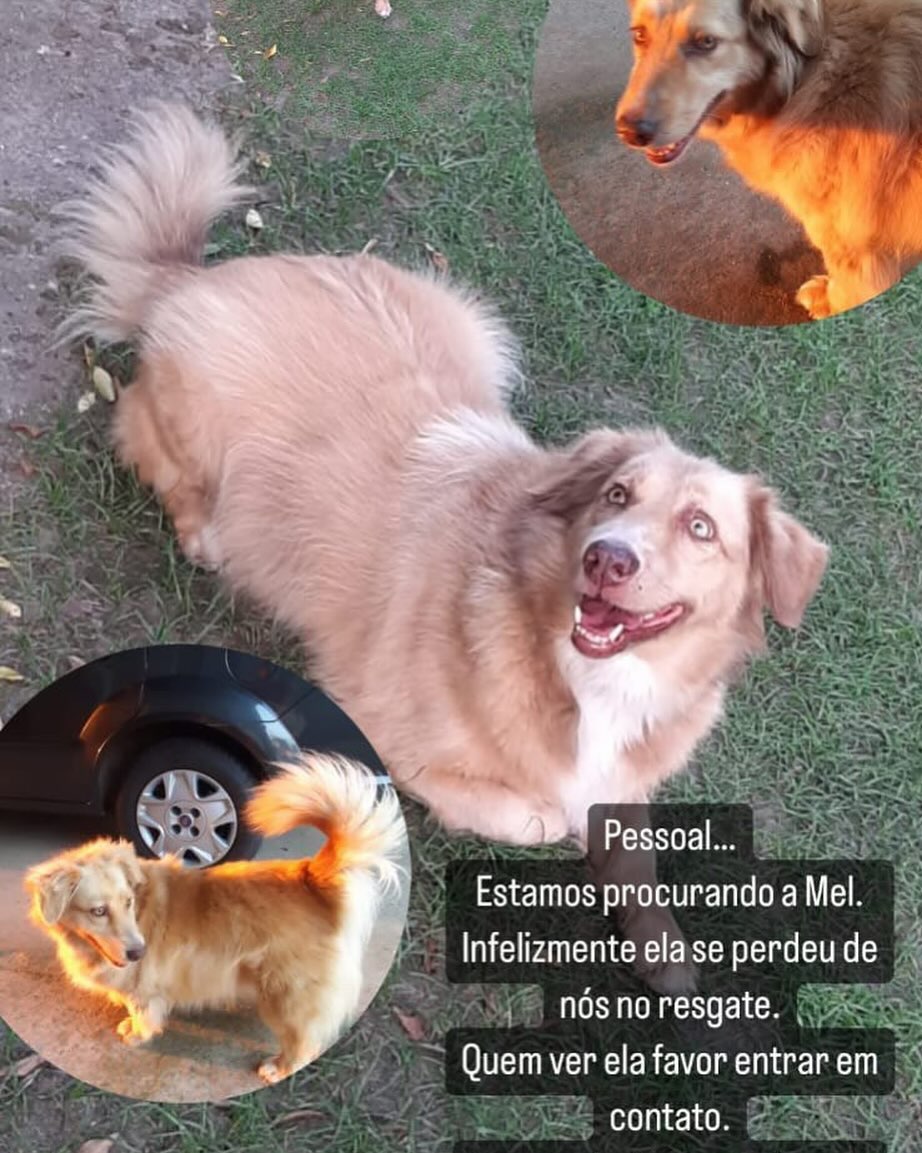 Pessoal...
Estamos procurando a Mel.
Infelizmente ela se perdeu de
nós no resgate.
Quem ver ela favor entrar em
contato.